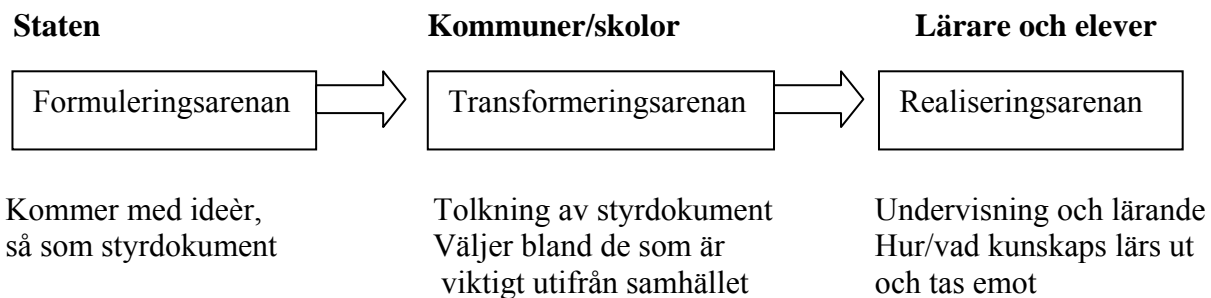 Staten Kommuner/skolor Lärare och elever
Formuleringsarenan Transformeringsarenan Realiseringsarenan
Kommer med ideèr,
så som styrdokument
Tolkning av styrdokument
Väljer bland de som är
viktigt utifrån samhället
Undervisning och lärande
Hur/vad kunskaps lärs ut
och tas emot